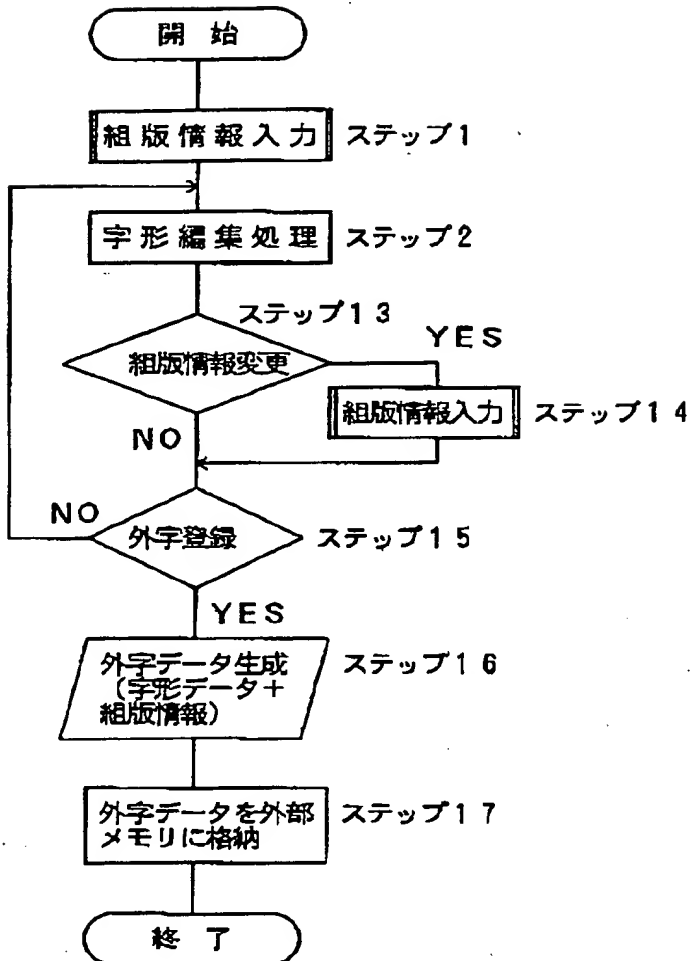 開 始
組版情報入力 ステップ1
字形編集処理 ステップ2
ステップ13
組版情報変更
YES
組版情報入力 ステップ14
NO
NO
外字登録 ステップ15
YES
外字データ生成 ステップ16
(字形データ+
組版情報)
外字データを外部 ステップ17
メモリに格納
終 了